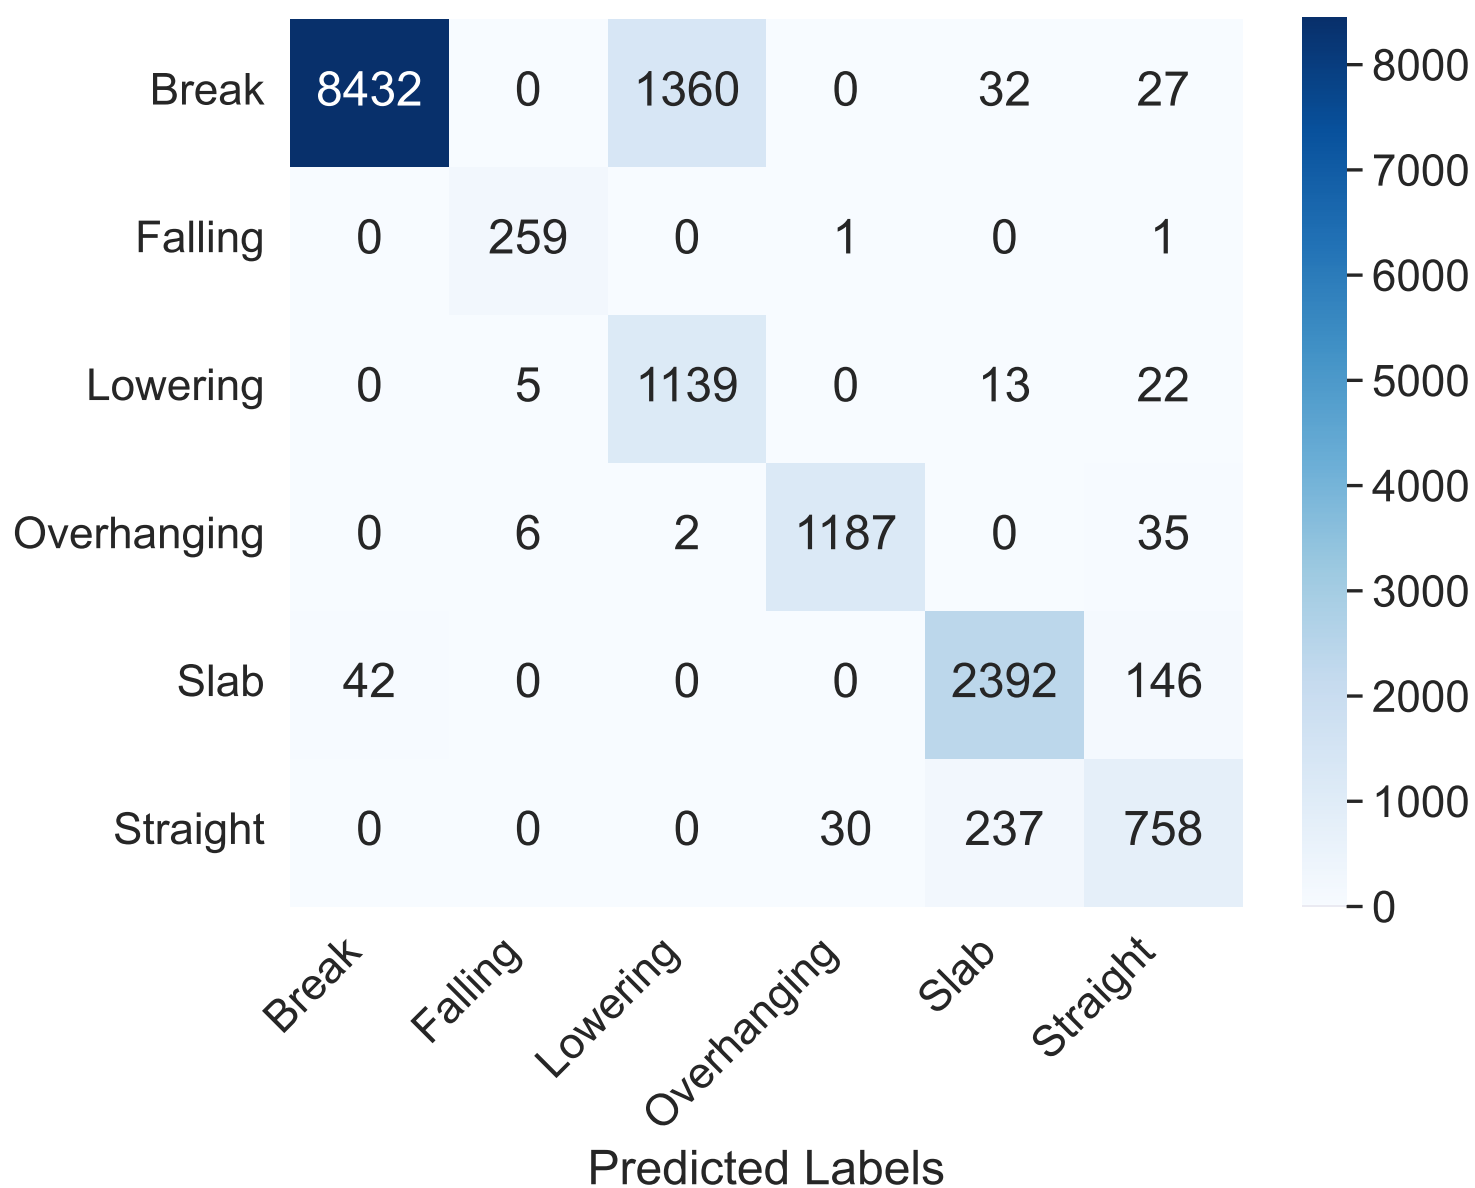 Break 8432 0 1360 0 32 27
Falling 0 259 0 1 0 1
Lowering 0 5 1139 0 13 22
Overhanging 0 6 2 1187 0 35
Slab 42 0 0 0 2392 146
Straight 0 0 0 30 237 758
Break Falling Lowering Overhanging Slab Straight
Predicted Labels
8000
7000
6000
5000
4000
3000
2000
1000
0